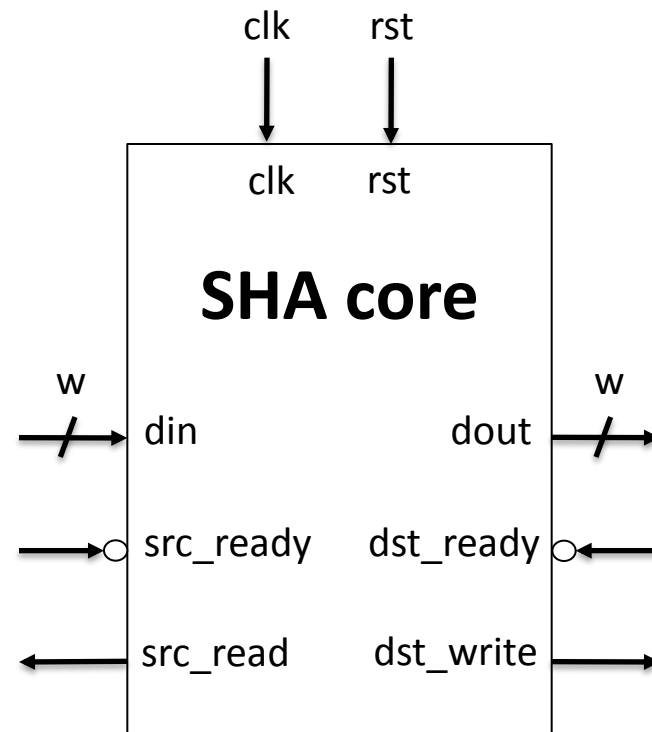 clk rst
clk rst
SHA core
w w
din dout
src_ready dst_ready
src_read dst_write